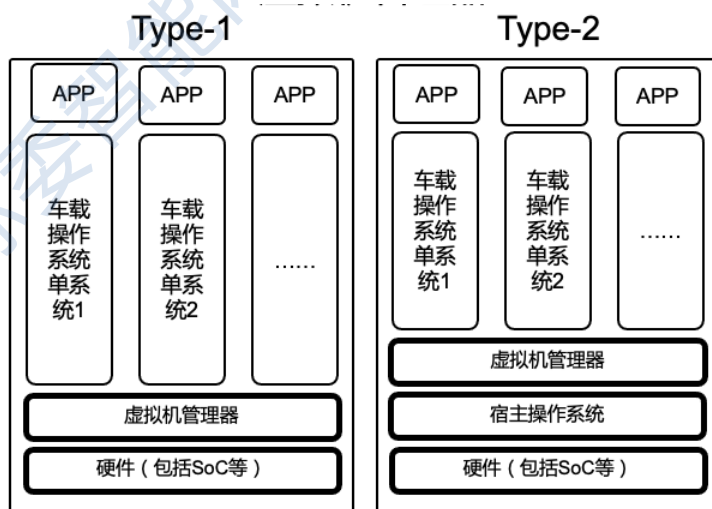 Type-1
Type-2
APP
APP
APP
车载
操作
系统
单系
统1
车载
操作
系统
单系
统2
……
虚拟机管理器
硬件（包括SoC等）
APP
APP
APP
车载
操作
系统
单系
统1
车载
操作
系统
单系
统2
……
虚拟机管理器
宿主操作系统
硬件（包括SoC等）